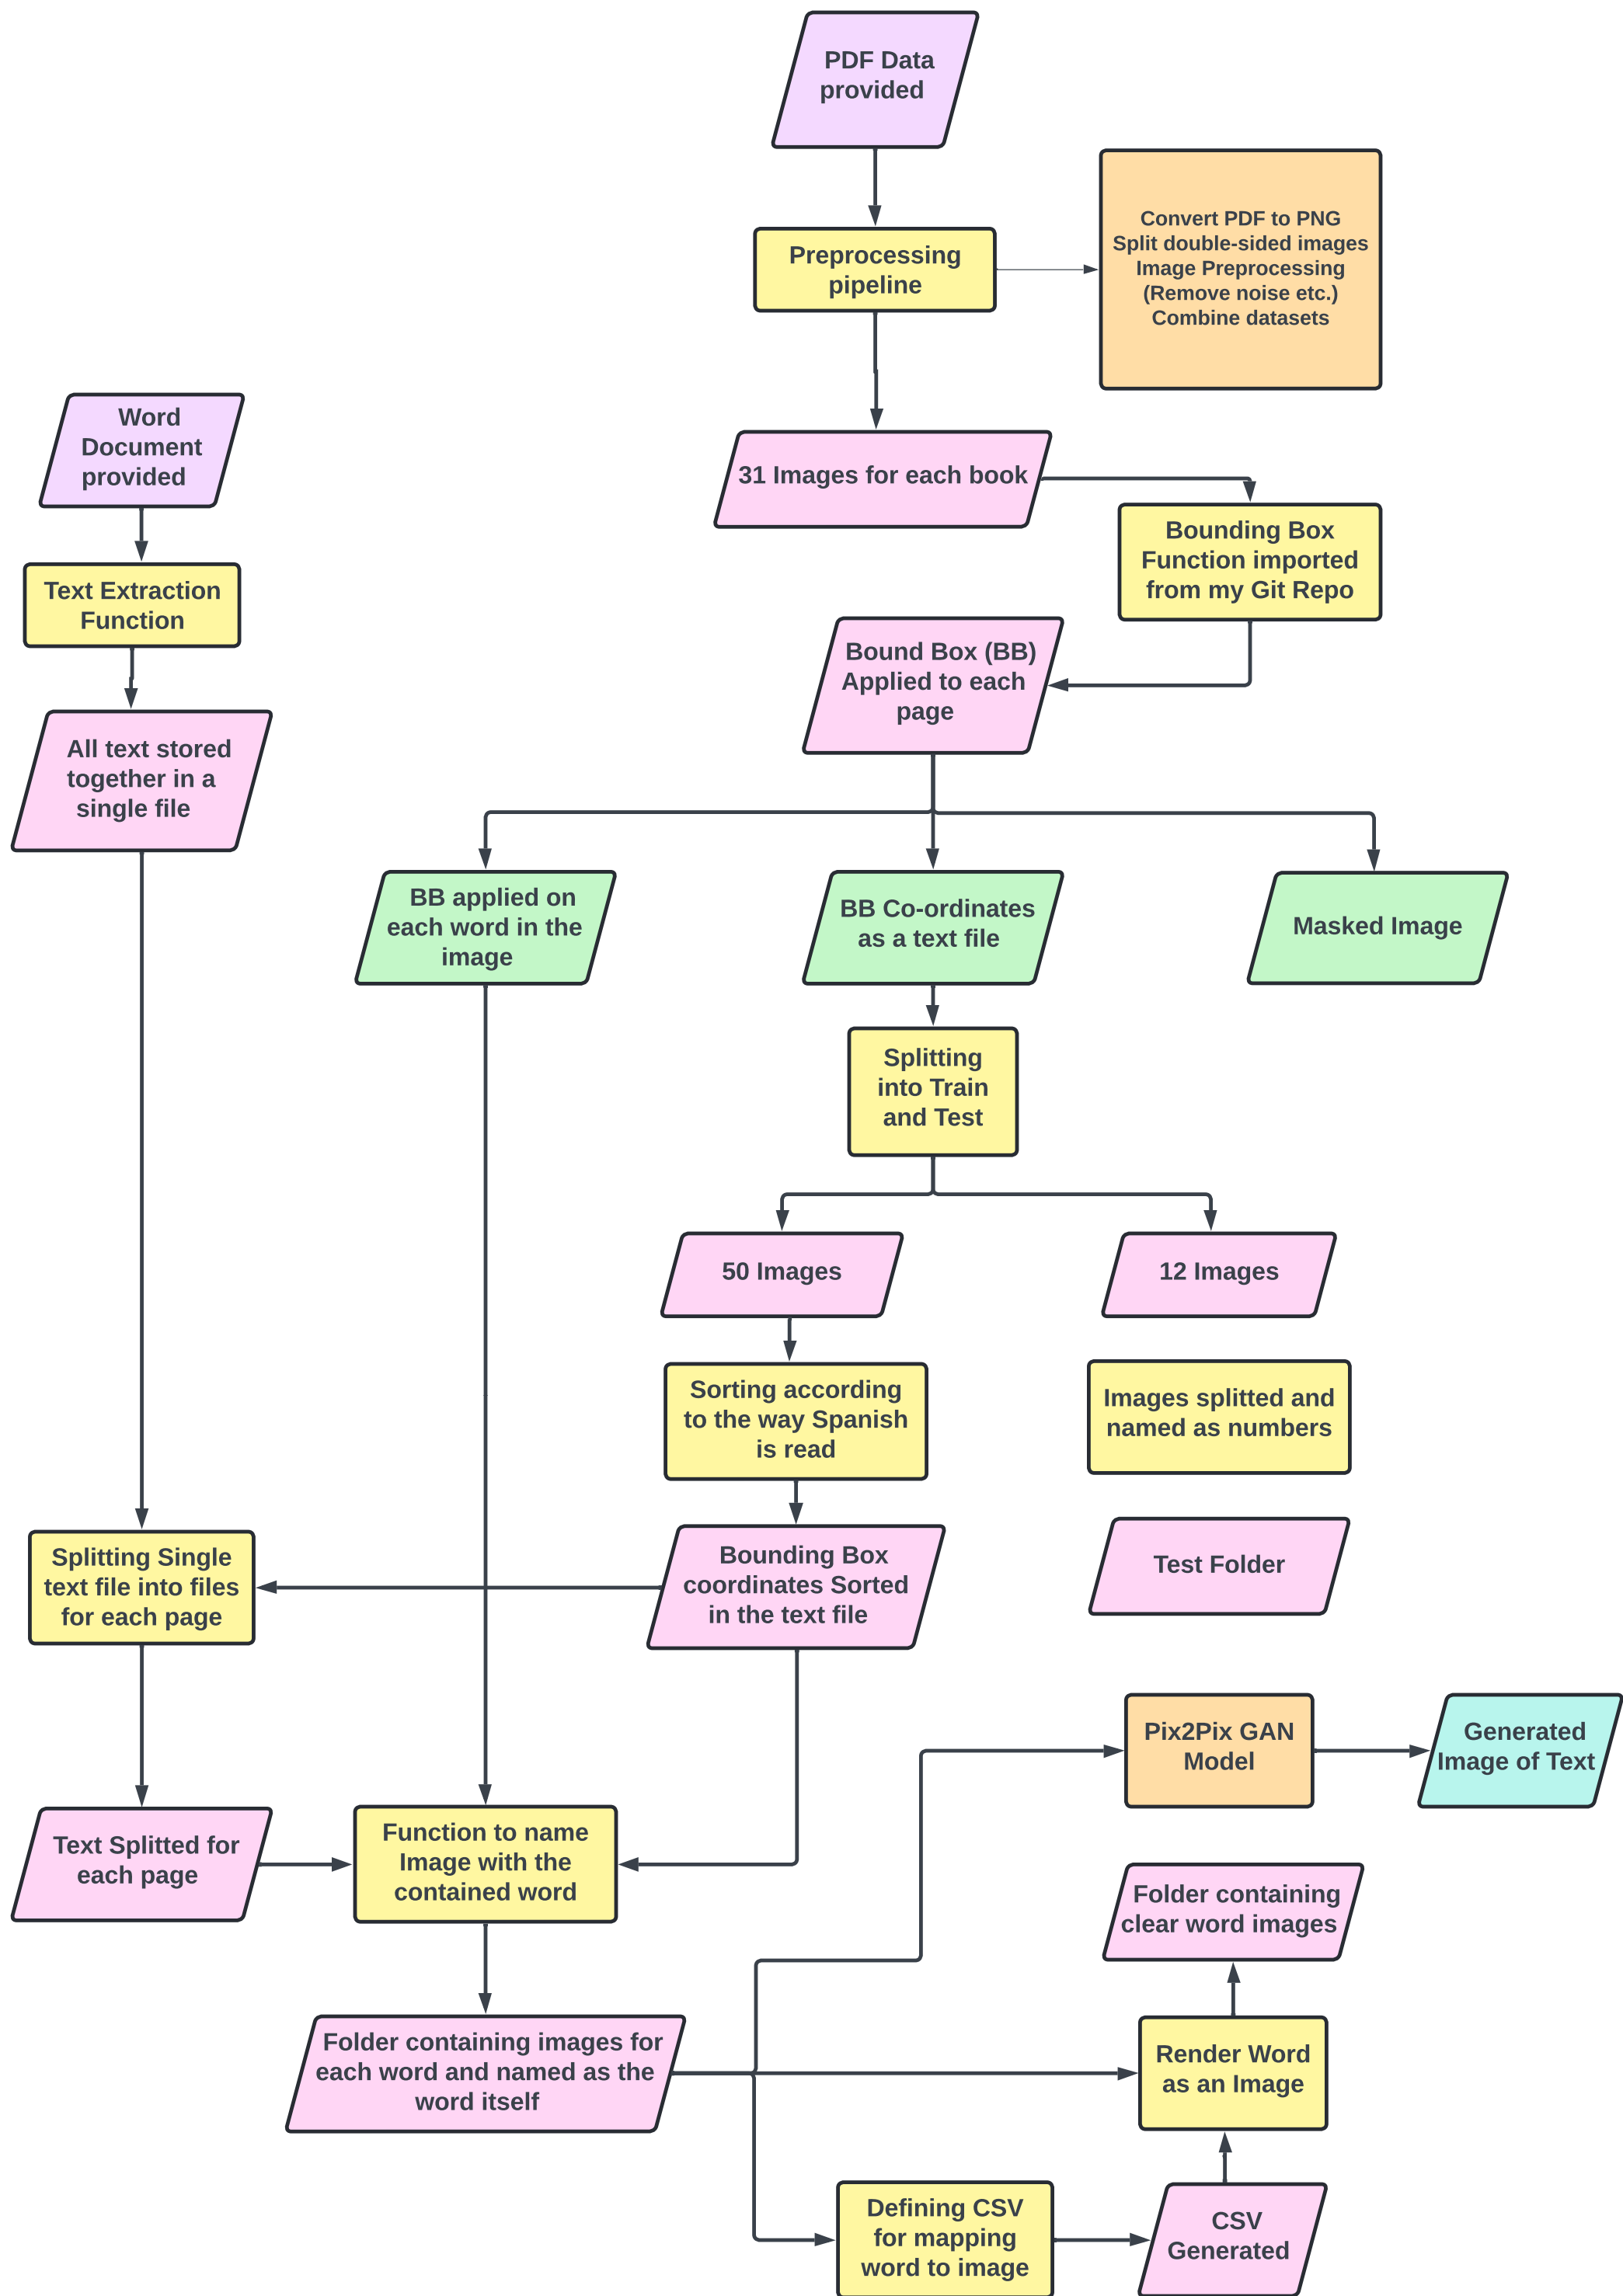 PDF Data
provided
Convert PDF to PNG
Split double-sided images
Image Preprocessing
(Remove noise etc.)
Combine datasets
Preprocessing
pipeline
Word
Document
provided
31 Images for each book
Bounding Box
Function imported
from my Git Repo
Text Extraction
Function
Bound Box (BB)
Applied to each
page
All text stored
together in a
single file
BB applied on
each word in the
image
BB Co-ordinates
as a text file
Masked Image
Splitting
into Train
and Test
50 Images
12 Images
Sorting according
to the way Spanish
is read
Images splitted and
named as numbers
Splitting Single
text file into files
for each page
Bounding Box
coordinates Sorted
in the text file
Test Folder
Pix2Pix GAN
Model
Generated
Image of Text
Text Splitted for
each page
Function to name
Image with the
contained word
Folder containing
clear word images
Folder containing images for
each word and named as the
word itself
Render Word
as an Image
Defining CSV
for mapping
word to image
CSV
Generated